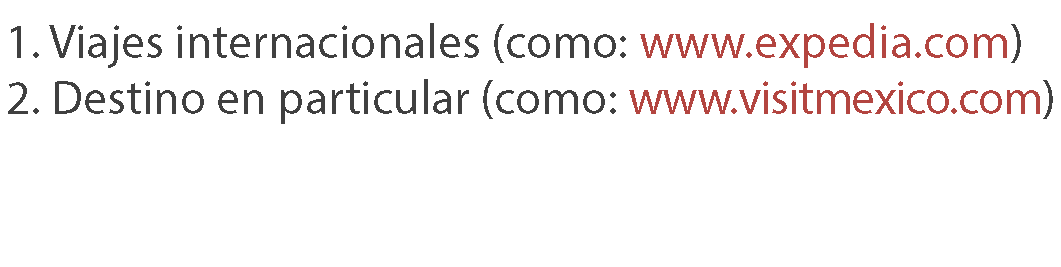 1. Viajes internacionales (como: www.expedia.com)
2. Destino en particular (como: www.visitmexico.com)